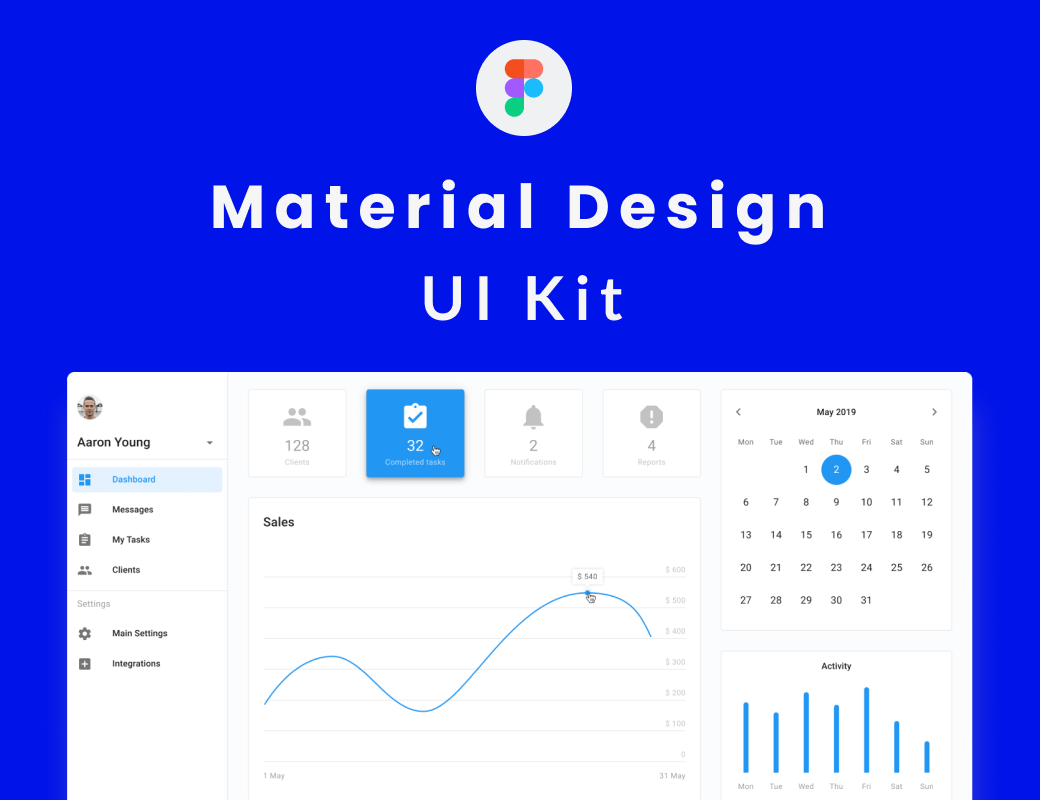 Material Design
UI Kit
Aaron Young
Dashboard
Messages
My Tasks
Clients
Settings
Main Settings
Integrations
128
Clients
32
Completed tasks
2
Notifications
4
Reports
Sales
$ 600
$ 540
$ 500
$ 400
$ 300
$ 200
$ 100
0
1 May 31 May
May 2019
Mon Tue Wed Thu Fri Sat Sun
1 2 3 4 5
6 7 8 9 10 11 12
13 14 15 16 17 18 19
20 21 22 23 24 25 26
27 28 29 30 31
Activity
Mon Tue Wed Thu Fri Sat Sun